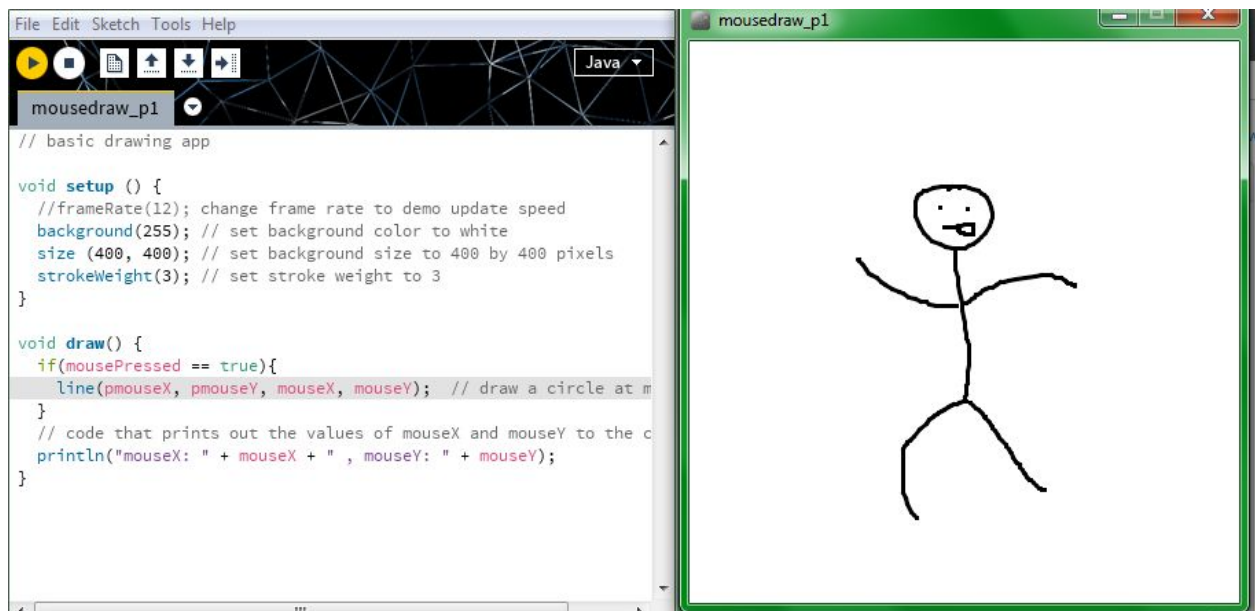 File Edit Sketch Tools Help
mousedraw_p1
Java
mousedraw_p1
// basic drawing app
void setup () {
//frameRate(12); change frame rate to demo update speed
background(255); // set background color to white
size (400, 400); // set background size to 400 by 400 pixels
strokeWeight(3); // set stroke weight to 3
}
void draw() {
if(mousePressed == true){
line(pmouseX, pmouseY, mouseX, mouseY); // draw a circle at m
}
// code that prints out the values of mouseX and mouseY to the c
println("mouseX: " + mouseX + " , mouseY: " + mouseY);
}